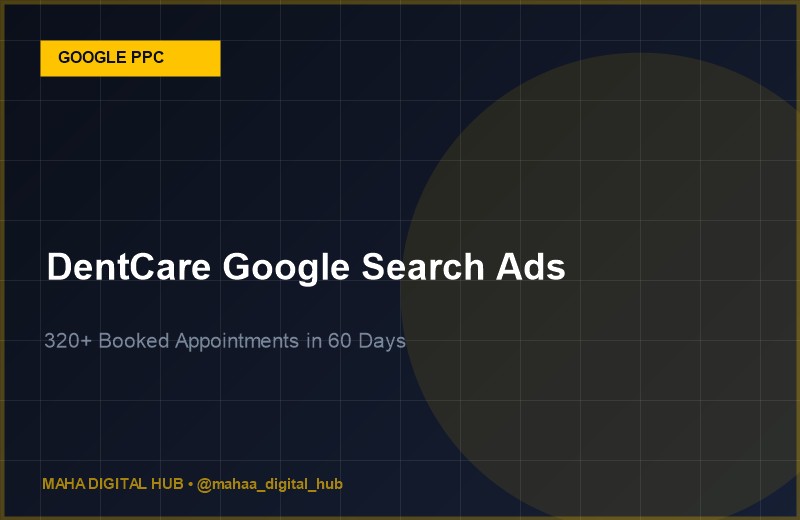 GOOGLE PPC
DentCare Google Search Ads
320+ Booked Appointments in 60 Days
MAHA DIGITAL HUB • @mahaa_digital_hub